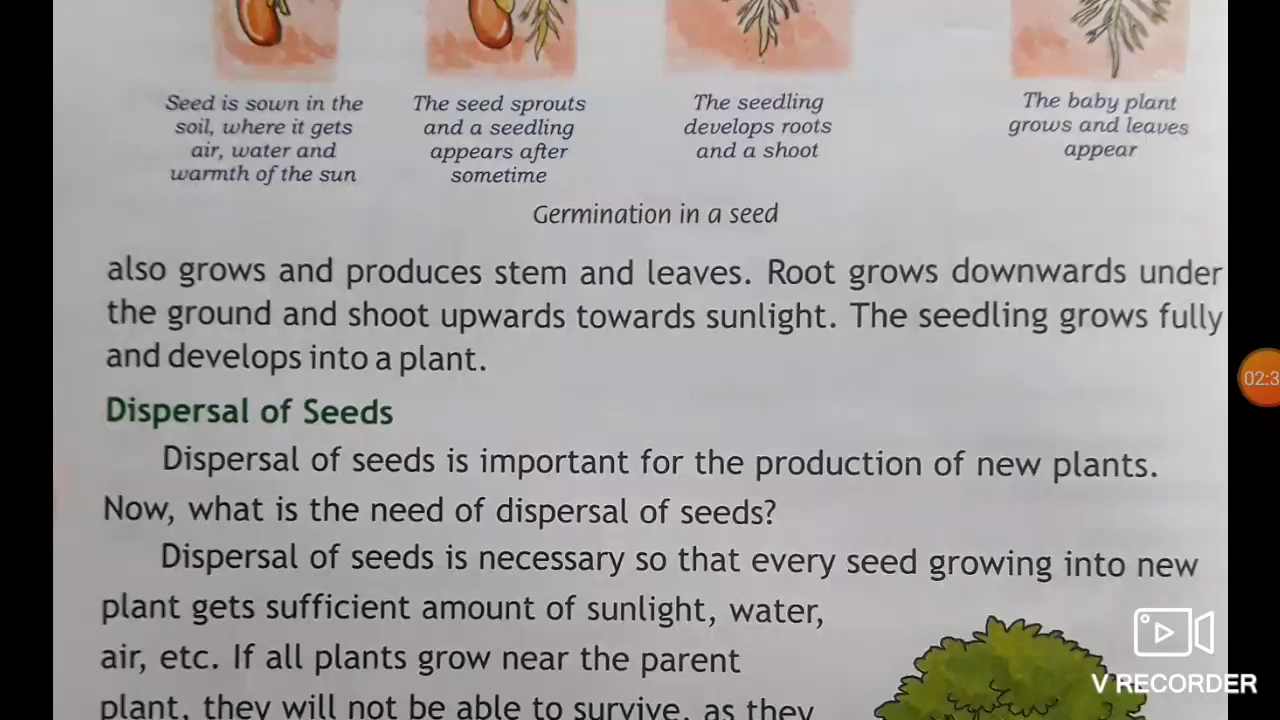 Seed is sown in the
soil, where it gets
air, water and
warmth of the sun
The seed sprouts
and a seedling
appears after
sometime
The seedling
develops roots
and a shoot
The baby plant
grows and leaves
appear
Germination in a seed
also grows and produces stem and leaves. Root grows downwards under
the ground and shoot upwards towards sunlight. The seedling grows fully
and develops into a plant.
Dispersal of Seeds
Dispersal of seeds is important for the production of new plants.
Now, what is the need of dispersal of seeds?
Dispersal of seeds is necessary so that every seed growing into new
plant gets sufficient amount of sunlight, water,
air, etc. If all plants grow near the parent
plant, they will not be able to survive, as they
02:3
V RECORDER